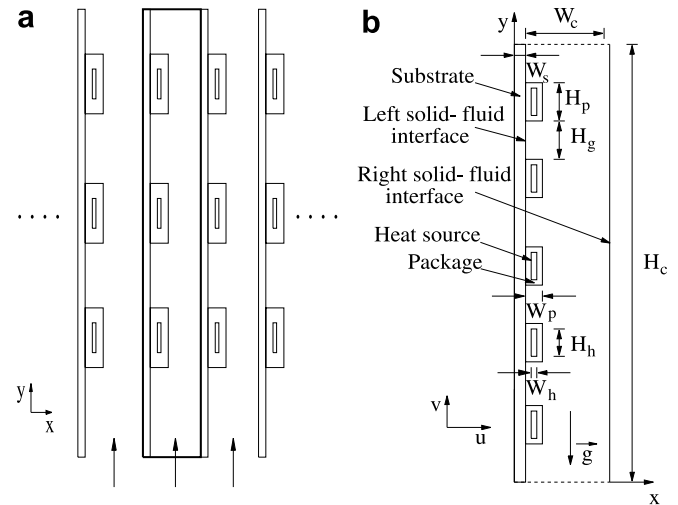 a
y
x
b
y
W_c
Substrate
W_s
H_p
Left solid- fluid
interface
H_g
Right solid- fluid
interface
Heat source
Package
H_c
W_p
H_h
W_h
v
u
g
x